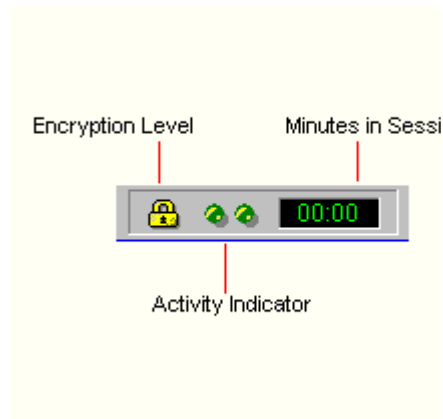 Encryption Level
Minutes in Sessi
00:00
Activity Indicator